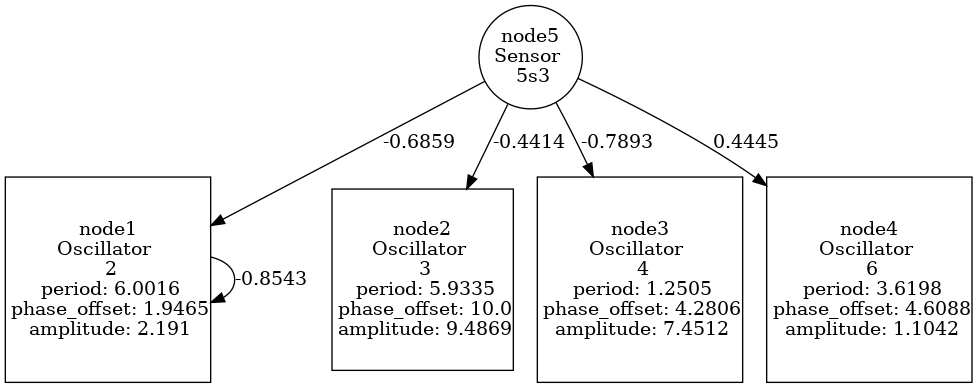 node5
Sensor
5s3
-0.6859
-0.4414
-0.7893
0.4445
node1
Oscillator
2
period: 6.0016
phase_offset: 1.9465
amplitude: 2.191
-0.8543
node2
Oscillator
3
period: 5.9335
phase_offset: 10.0
amplitude: 9.4869
node3
Oscillator
4
period: 1.2505
phase_offset: 4.2806
amplitude: 7.4512
node4
Oscillator
6
period: 3.6198
phase_offset: 4.6088
amplitude: 1.1042